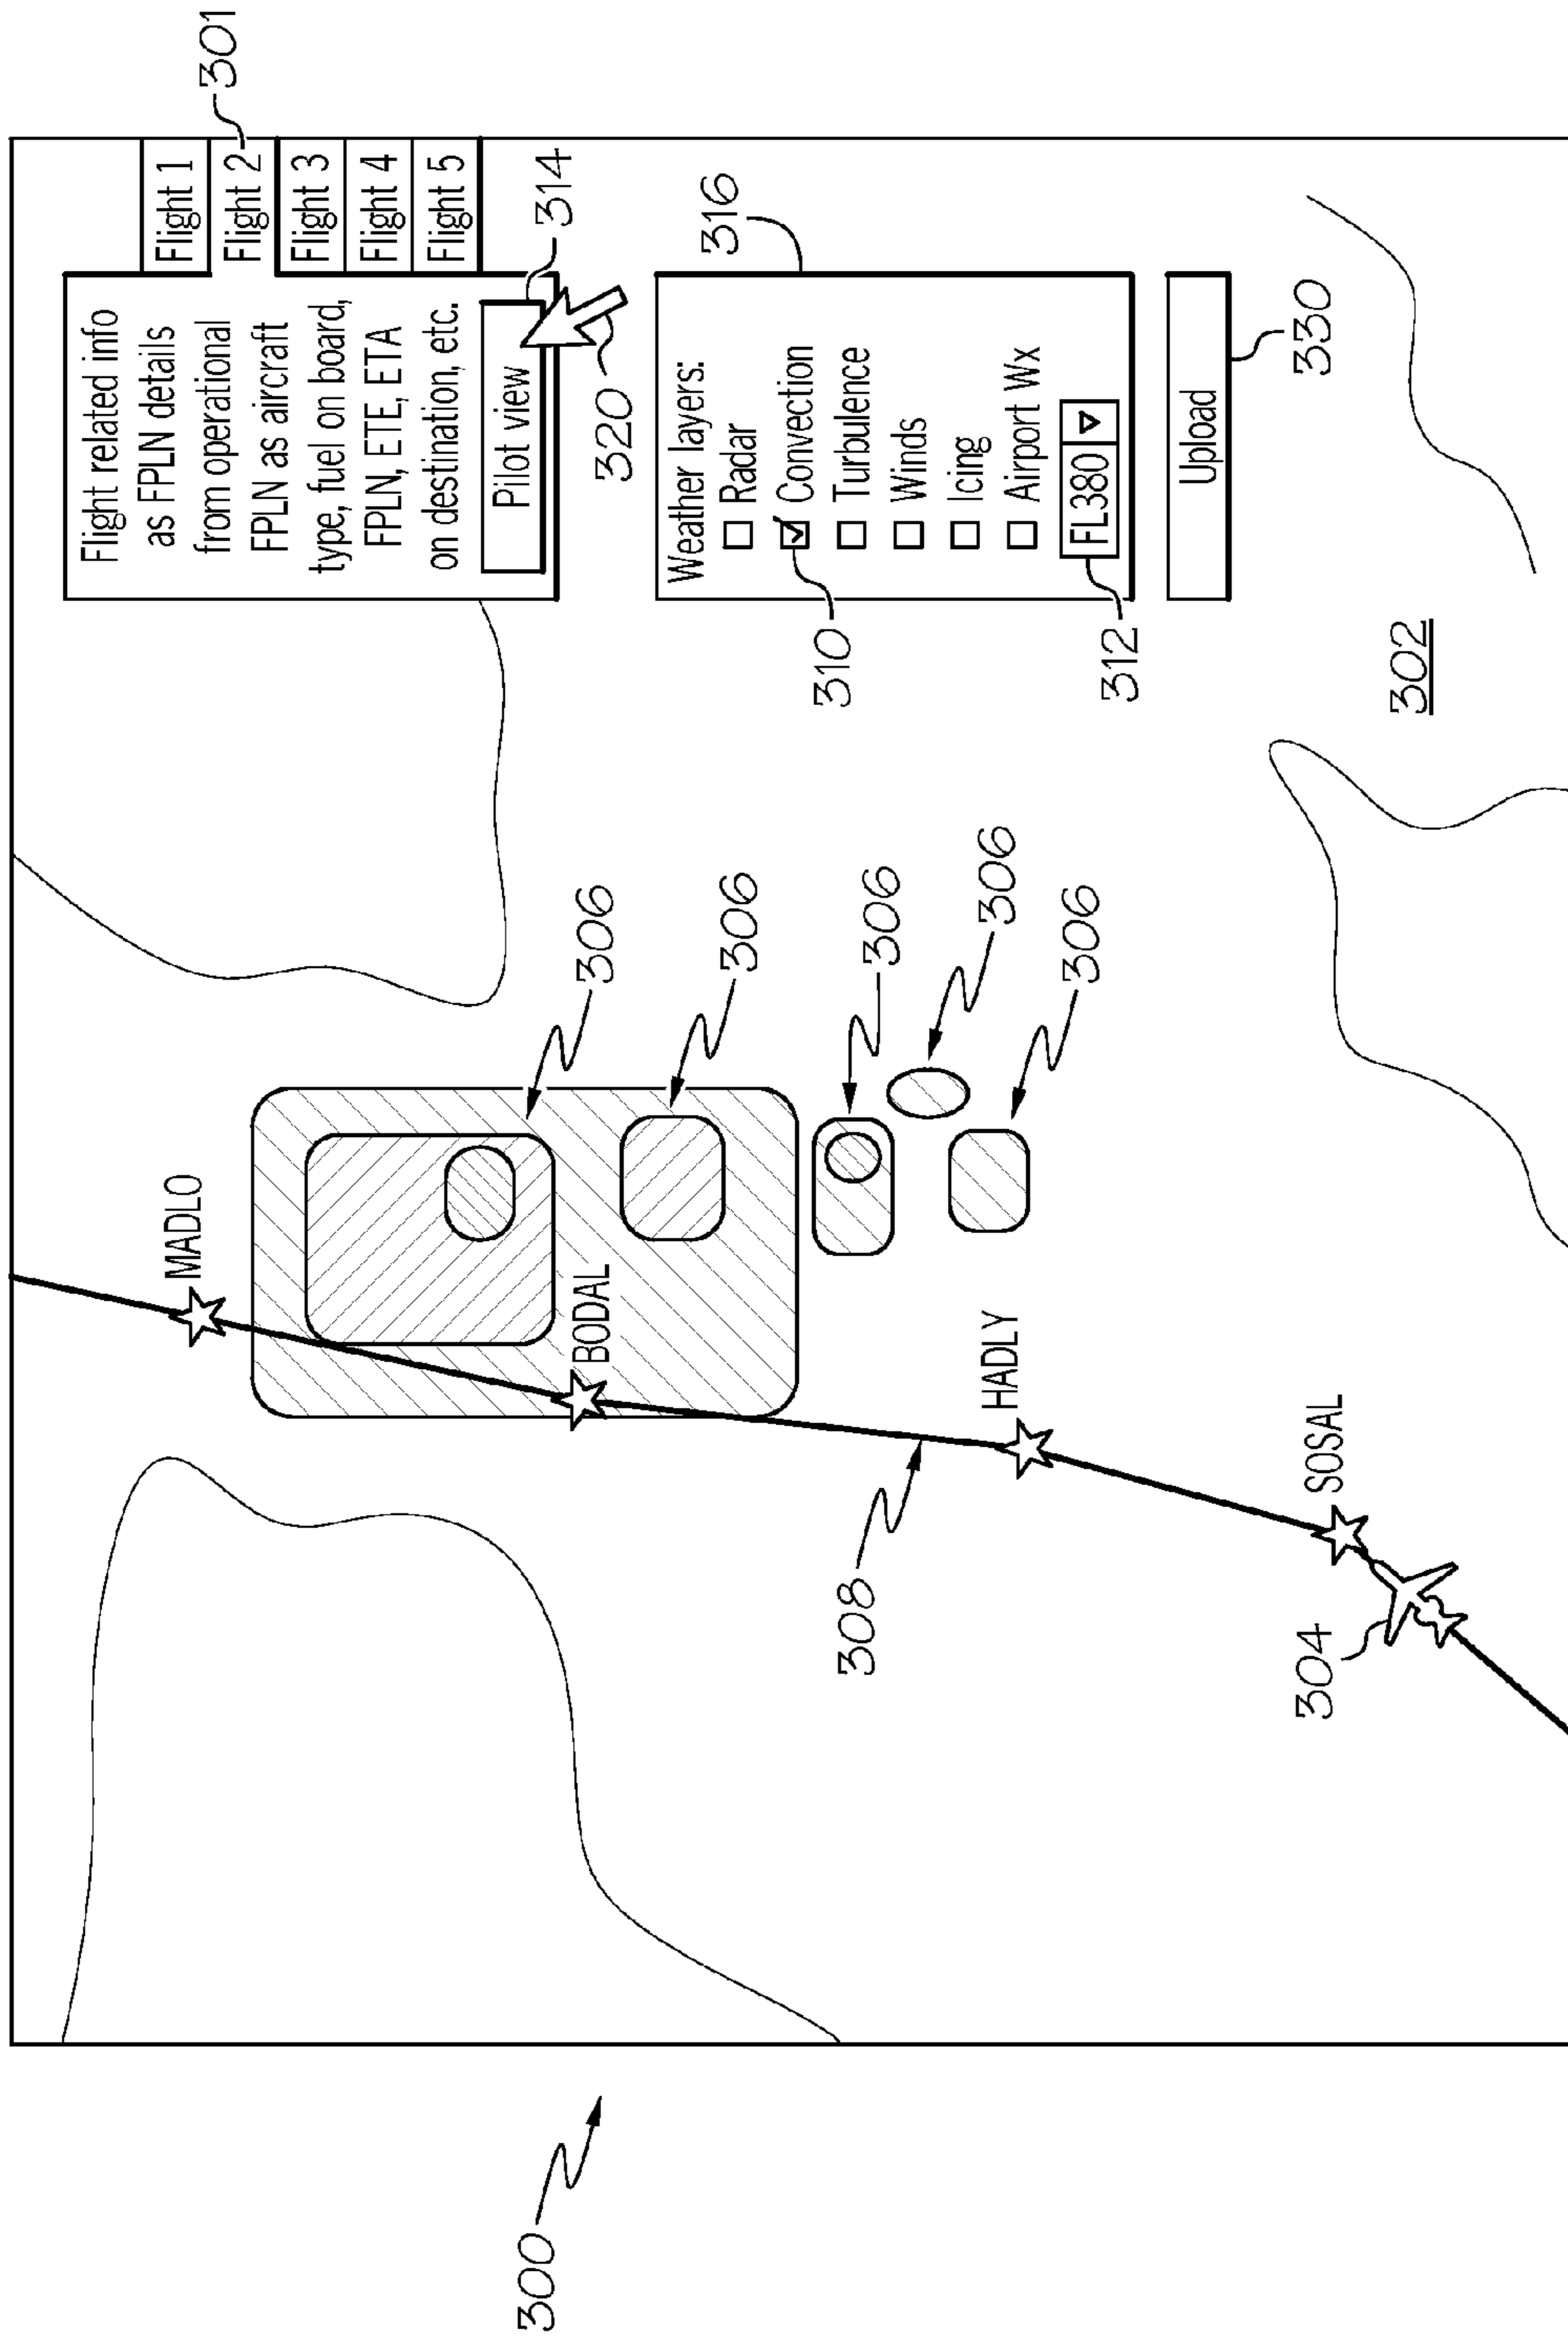 301
Flight 1
Flight 2
Flight 3
Flight 4
Flight 5
Flight related info
as FPLN details
from operational
FPLN as aircraft
type, fuel on board,
FPLN, ETE, ETA
on destination, etc.
Pilot view
314
320
316
Weather layers:
Radar
Convection
Turbulence
Winds
Icing
Airport Wx
FL380
310
312
Upload
330
302
306
306
306
306
306
MADLO
BODAL
HADLY
SOSAL
308
304
300